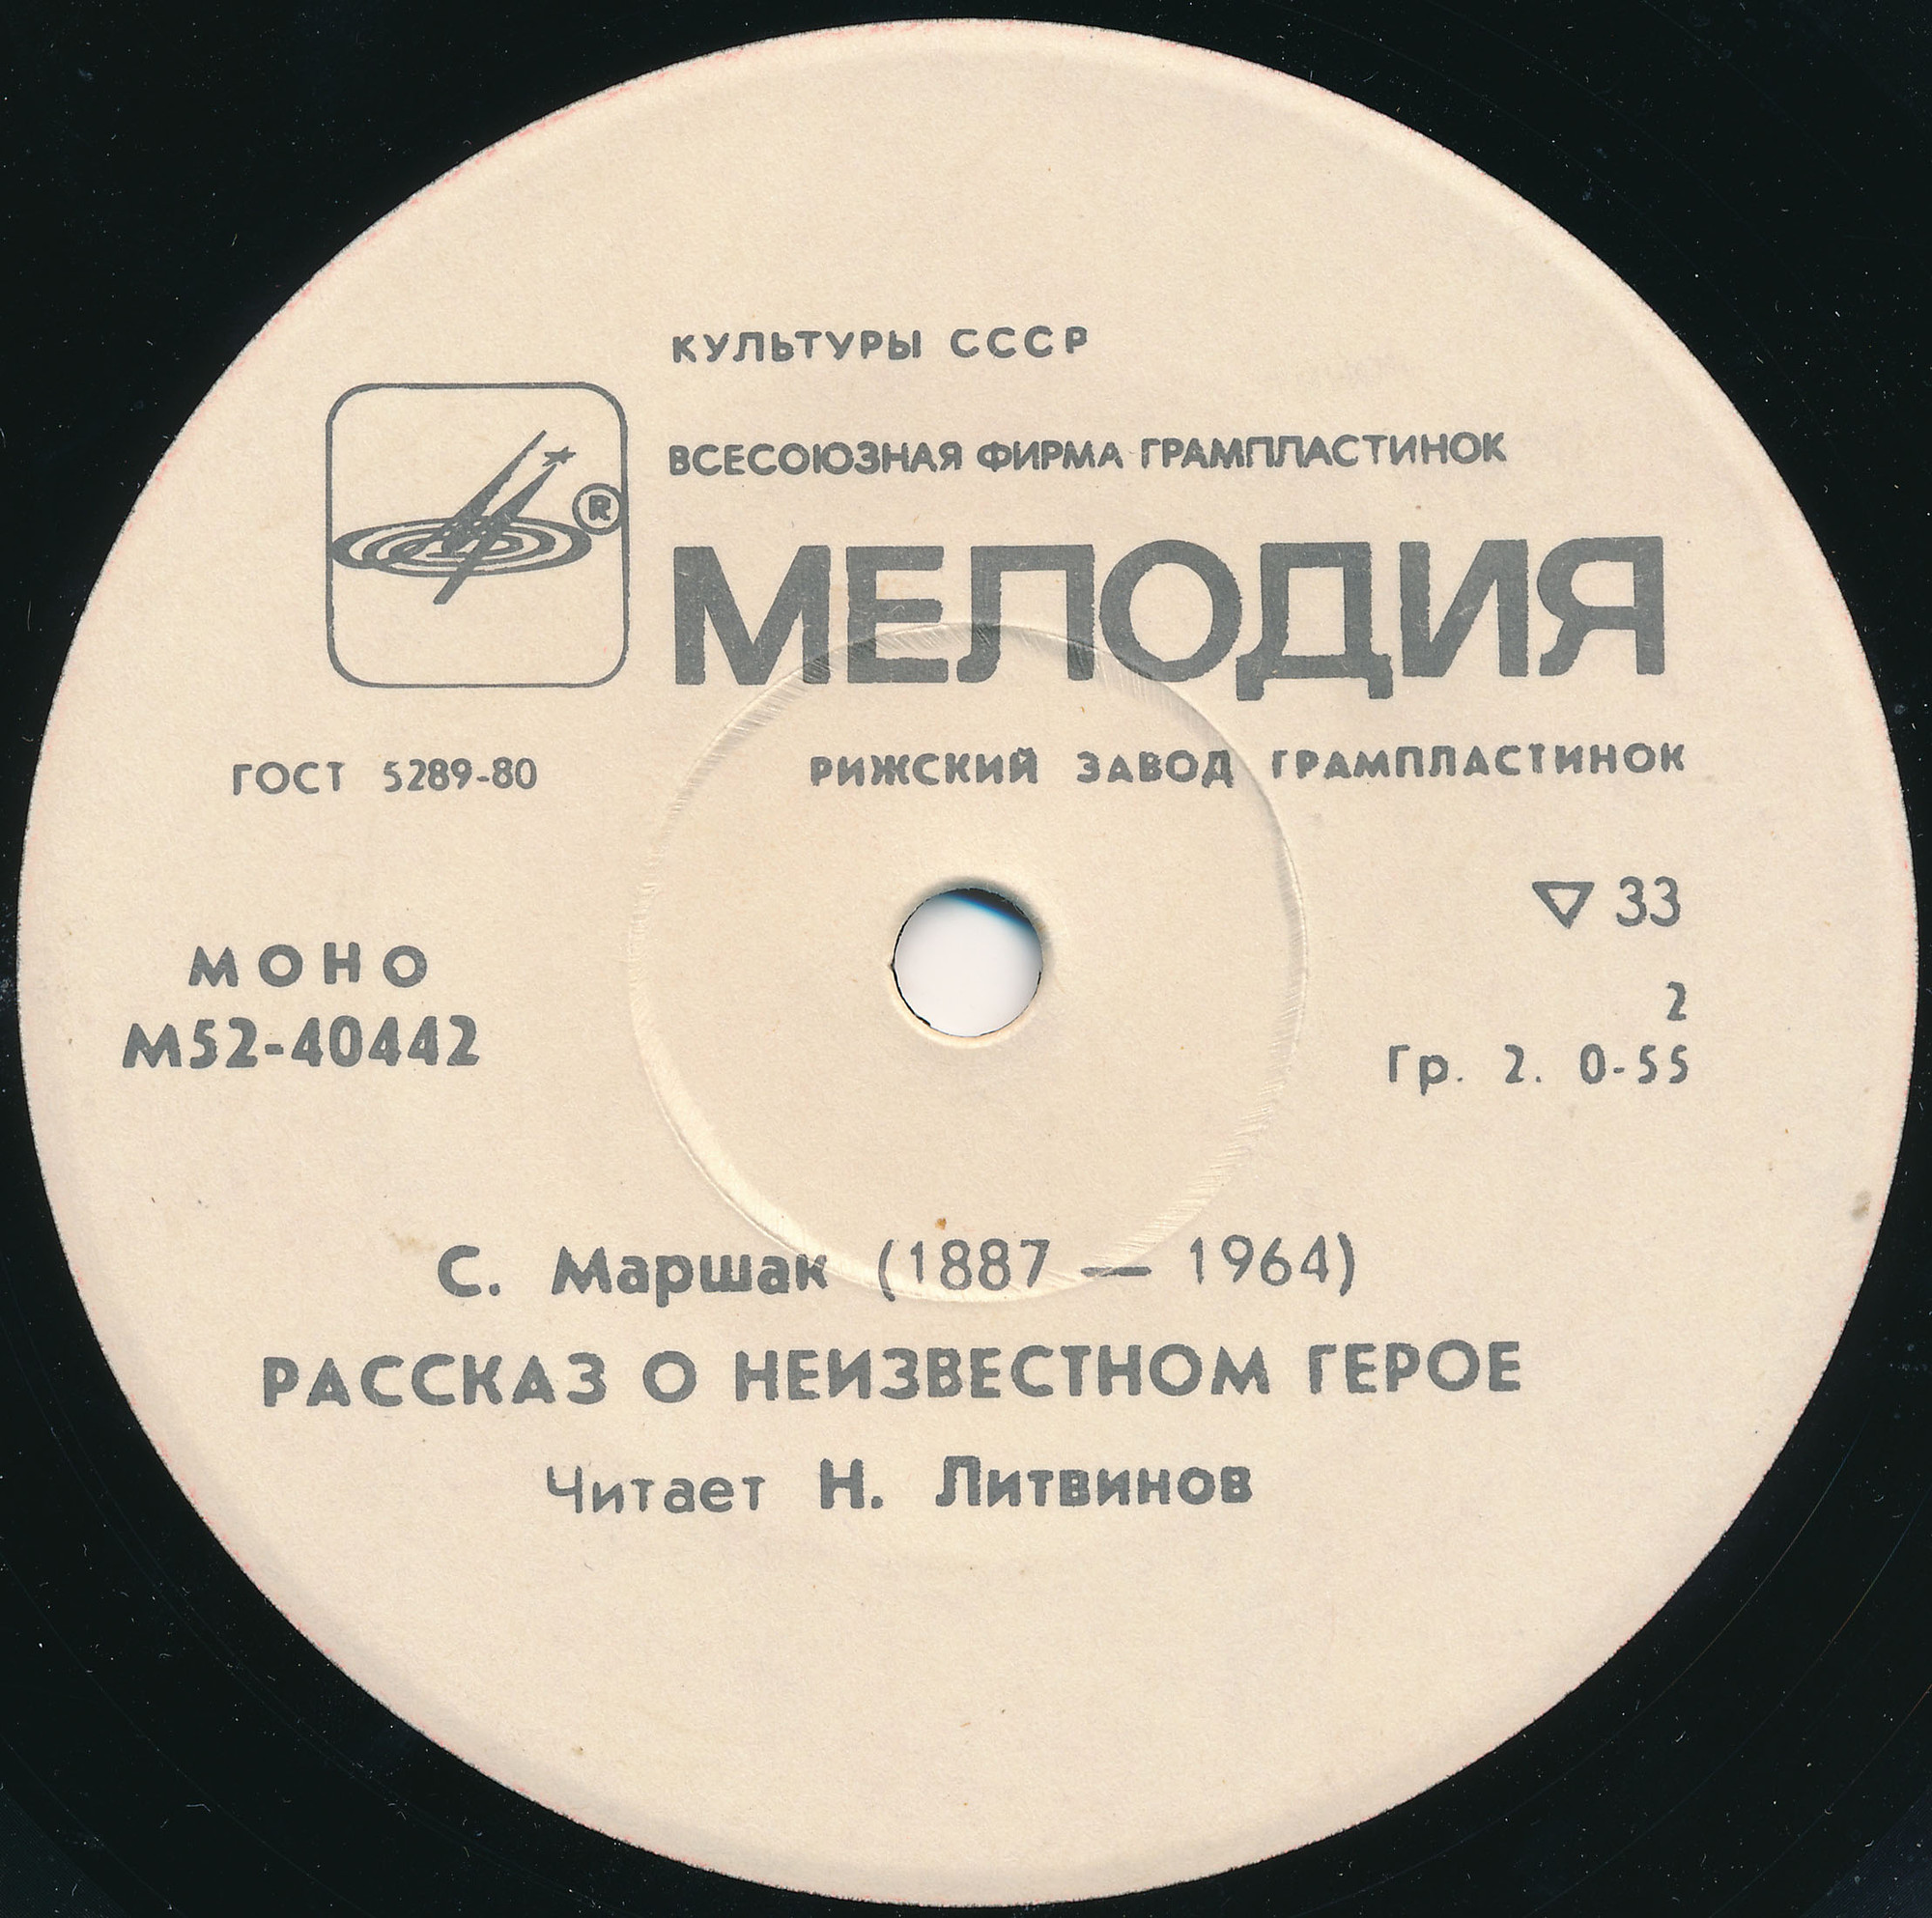 КУЛЬТУРЫ СССР
ВСЕСОЮЗНАЯ ФИРМА ГРАМПЛАСТИНОК
®
МЕЛОДИЯ
ГОСТ 5289-80
РИЖСКИЙ ЗАВОД ГРАМПЛАСТИНОК
▽ 33
МОНО
2
М52-40442
Гр. 2. 0-55
С. Маршак (1887 — 1964)
РАССКАЗ О НЕИЗВЕСТНОМ ГЕРОЕ
Читает Н. Литвинов